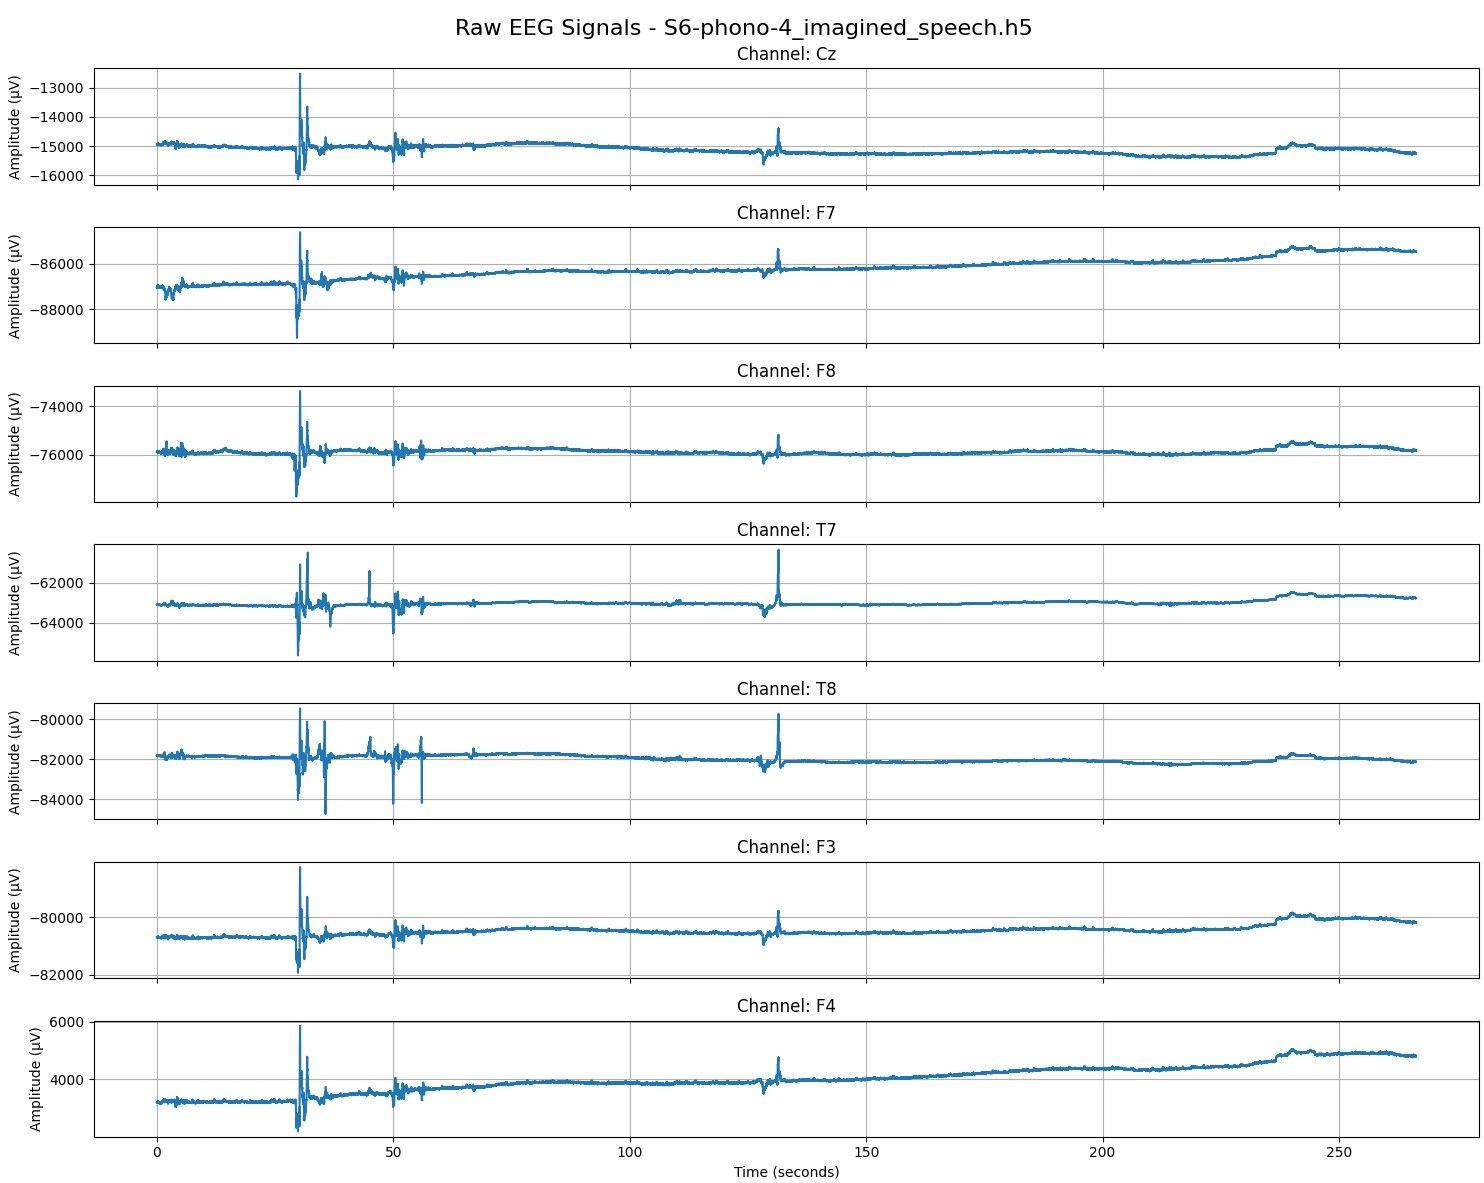 Raw EEG Signals - S6-phono-4_imagined_speech.h5
Channel: Cz
Amplitude (µV)
−13000
−14000
−15000
−16000
Channel: F7
Amplitude (µV)
−86000
−88000
Channel: F8
Amplitude (µV)
−74000
−76000
Channel: T7
Amplitude (µV)
−62000
−64000
Channel: T8
Amplitude (µV)
−80000
−82000
−84000
Channel: F3
Amplitude (µV)
−80000
−82000
Channel: F4
Amplitude (µV)
6000
4000
0 50 100 150 200 250
Time (seconds)